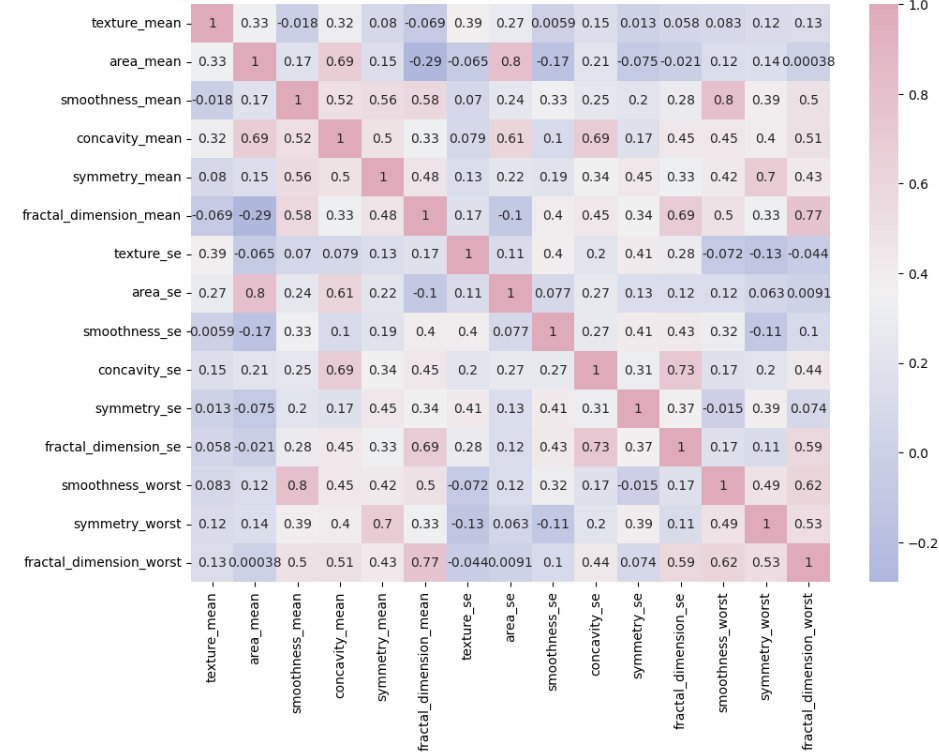 texture_mean 1 0.33 -0.018 0.32 0.08 -0.069 0.39 0.27 0.0059 0.15 0.013 0.058 0.083 0.12 0.13
area_mean 0.33 1 0.17 0.69 0.15 -0.29 -0.065 0.8 -0.17 0.21 -0.075 -0.021 0.12 0.14 0.00038
smoothness_mean -0.018 0.17 1 0.52 0.56 0.58 0.07 0.24 0.33 0.25 0.2 0.28 0.8 0.39 0.5
concavity_mean 0.32 0.69 0.52 1 0.5 0.33 0.079 0.61 0.1 0.69 0.17 0.45 0.45 0.4 0.51
symmetry_mean 0.08 0.15 0.56 0.5 1 0.48 0.13 0.22 0.19 0.34 0.45 0.33 0.42 0.7 0.43
fractal_dimension_mean -0.069 -0.29 0.58 0.33 0.48 1 0.17 -0.1 0.4 0.45 0.34 0.69 0.5 0.33 0.77
texture_se 0.39 -0.065 0.07 0.079 0.13 0.17 1 0.11 0.4 0.2 0.41 0.28 -0.072 -0.13 -0.044
area_se 0.27 0.8 0.24 0.61 0.22 -0.1 0.11 1 0.077 0.27 0.13 0.12 0.12 0.063 0.0091
smoothness_se 0.0059 -0.17 0.33 0.1 0.19 0.4 0.4 0.077 1 0.27 0.41 0.43 0.32 -0.11 0.1
concavity_se 0.15 0.21 0.25 0.69 0.34 0.45 0.2 0.27 0.27 1 0.31 0.73 0.17 0.2 0.44
symmetry_se 0.013 -0.075 0.2 0.17 0.45 0.34 0.41 0.13 0.41 0.31 1 0.37 -0.015 0.39 0.074
fractal_dimension_se 0.058 -0.021 0.28 0.45 0.33 0.69 0.28 0.12 0.43 0.73 0.37 1 0.17 0.11 0.59
smoothness_worst 0.083 0.12 0.8 0.45 0.42 0.5 -0.072 0.12 0.32 0.17 -0.015 0.17 1 0.49 0.62
symmetry_worst 0.12 0.14 0.39 0.4 0.7 0.33 -0.13 0.063 -0.11 0.2 0.39 0.11 0.49 1 0.53
fractal_dimension_worst 0.13 0.00038 0.5 0.51 0.43 0.77 -0.044 0.0091 0.1 0.44 0.074 0.59 0.62 0.53 1
texture_mean
area_mean
smoothness_mean
concavity_mean
symmetry_mean
fractal_dimension_mean
texture_se
area_se
smoothness_se
concavity_se
symmetry_se
fractal_dimension_se
smoothness_worst
symmetry_worst
fractal_dimension_worst
1.0
0.8
0.6
0.4
0.2
0.0
−0.2